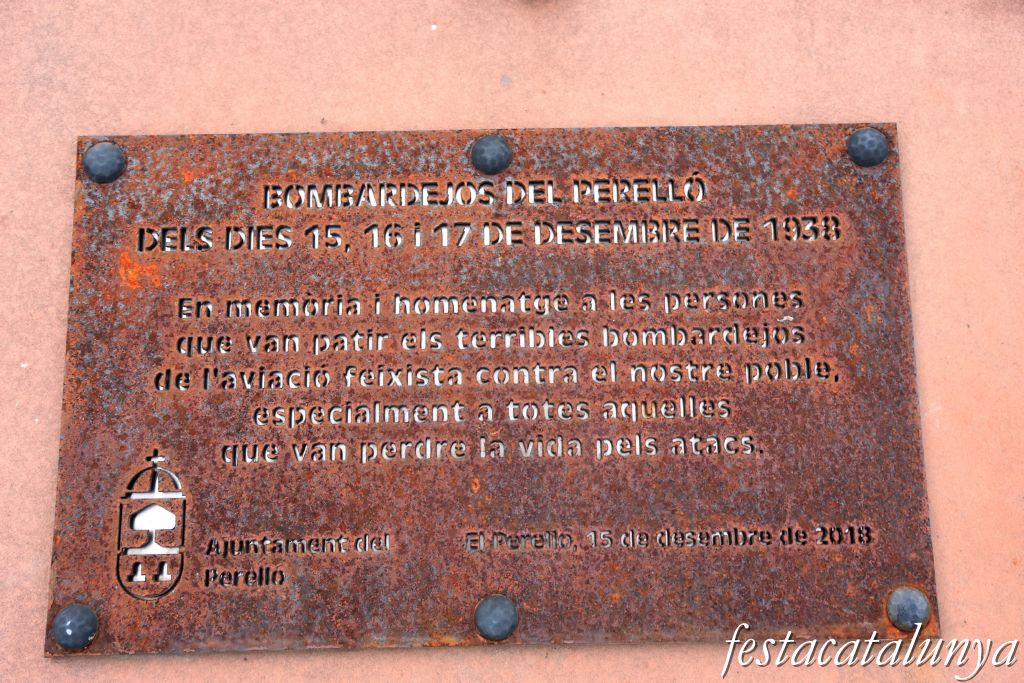 BOMBARDEJOS DEL PERELLÓ
DELS DIES 15, 16 i 17 DE DESEMBRE DE 1938
En memòria i homenatge a les persones
que van patir els terribles bombardejos
de l'aviació feixista contra el nostre poble,
especialment a totes aquelles
que van perdre la vida pels atacs.
Ajuntament del
Perelló
El Perelló, 15 de desembre de 2018
festacatalunya